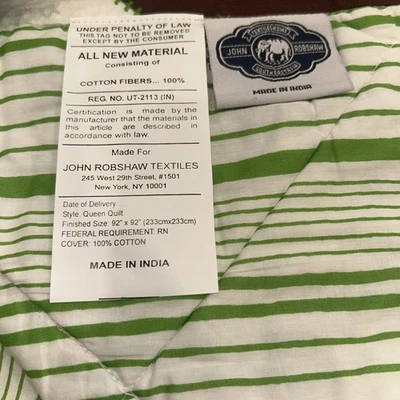 UNDER PENALTY OF LAW
THIS TAG NOT TO BE REMOVED
EXCEPT BY THE CONSUMER
ALL NEW MATERIAL
Consisting of
COTTON FIBERS... 100%
REG. NO. UT-2113 (IN)
Certification is made by the
manufacturer that the materials in
this article are described in
accordance with law.
Made For
JOHN ROBSHAW TEXTILES
245 West 29th Street, #1501
New York, NY 10001
Date of Delivery ...
Style: Queen Quilt
Finished Size: 92" x 92" (233cmx233cm)
FEDERAL REQUIREMENT: RN
COVER: 100% COTTON
MADE IN INDIA
JOHN ROBSHAW
MADE IN INDIA